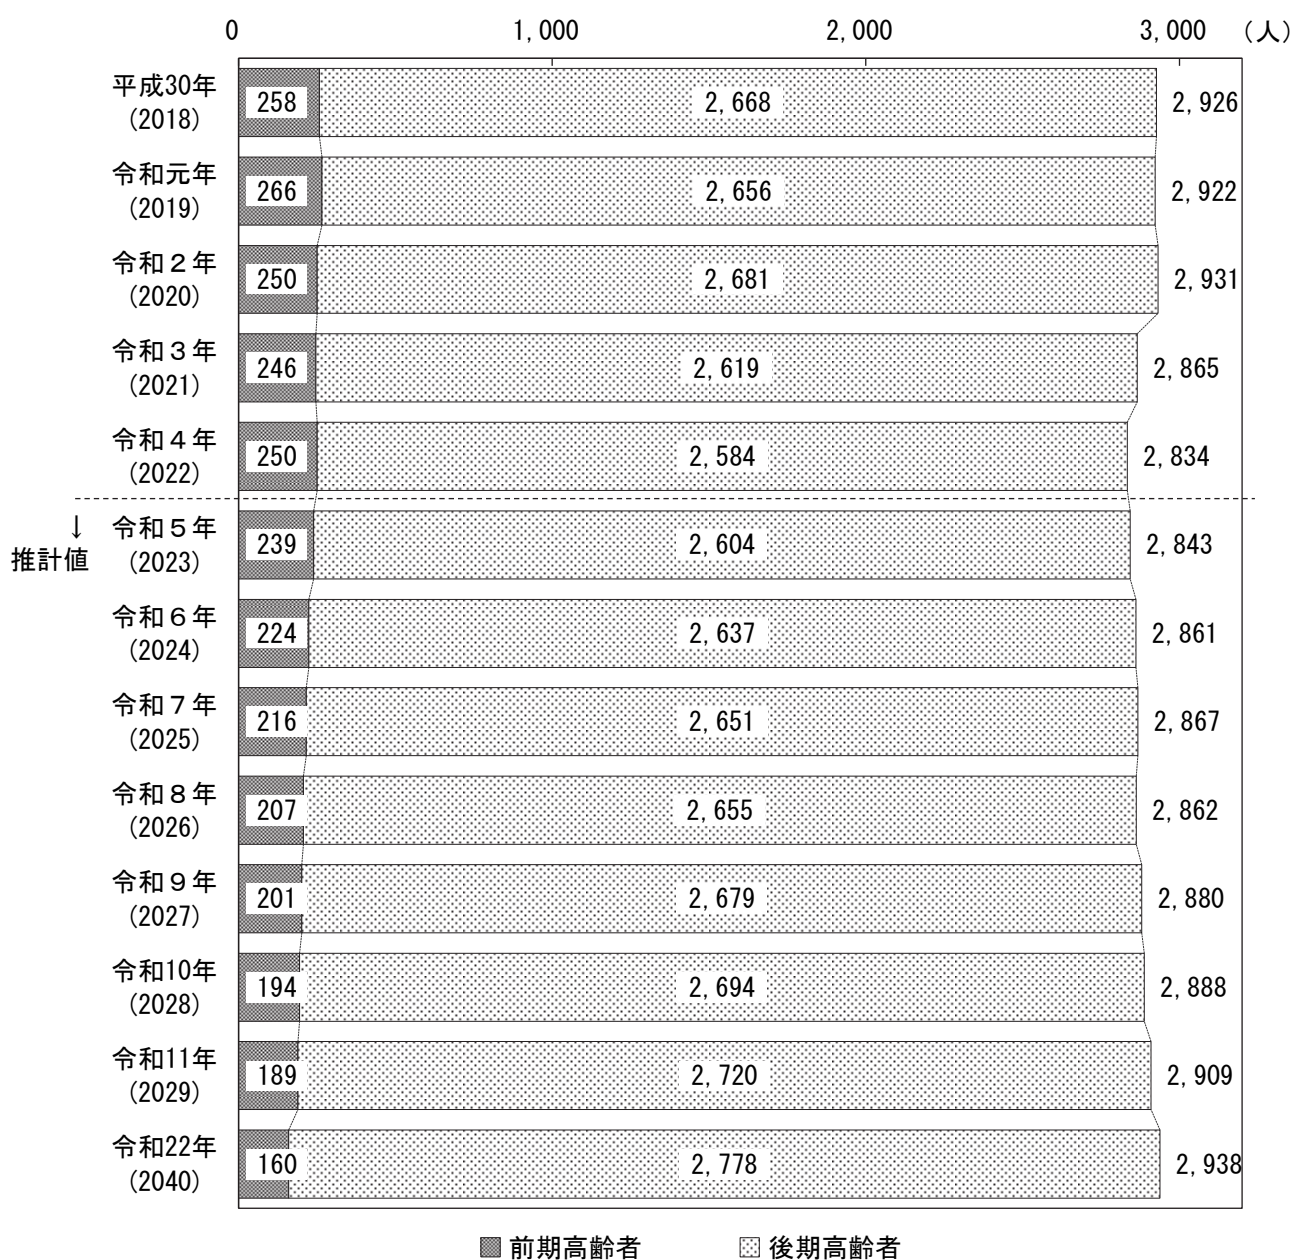 0 1,000 2,000 3,000 （人）
平成30年 258 2,668 2,926
(2018)
令和元年 266 2,656 2,922
(2019)
令和２年 250 2,681 2,931
(2020)
令和３年 246 2,619 2,865
(2021)
令和４年 250 2,584 2,834
(2022)
↓ 令和５年 239 2,604 2,843
推計値 (2023)
令和６年 224 2,637 2,861
(2024)
令和７年 216 2,651 2,867
(2025)
令和８年 207 2,655 2,862
(2026)
令和９年 201 2,679 2,880
(2027)
令和10年 194 2,694 2,888
(2028)
令和11年 189 2,720 2,909
(2029)
令和22年 160 2,778 2,938
(2040)
前期高齢者 後期高齢者